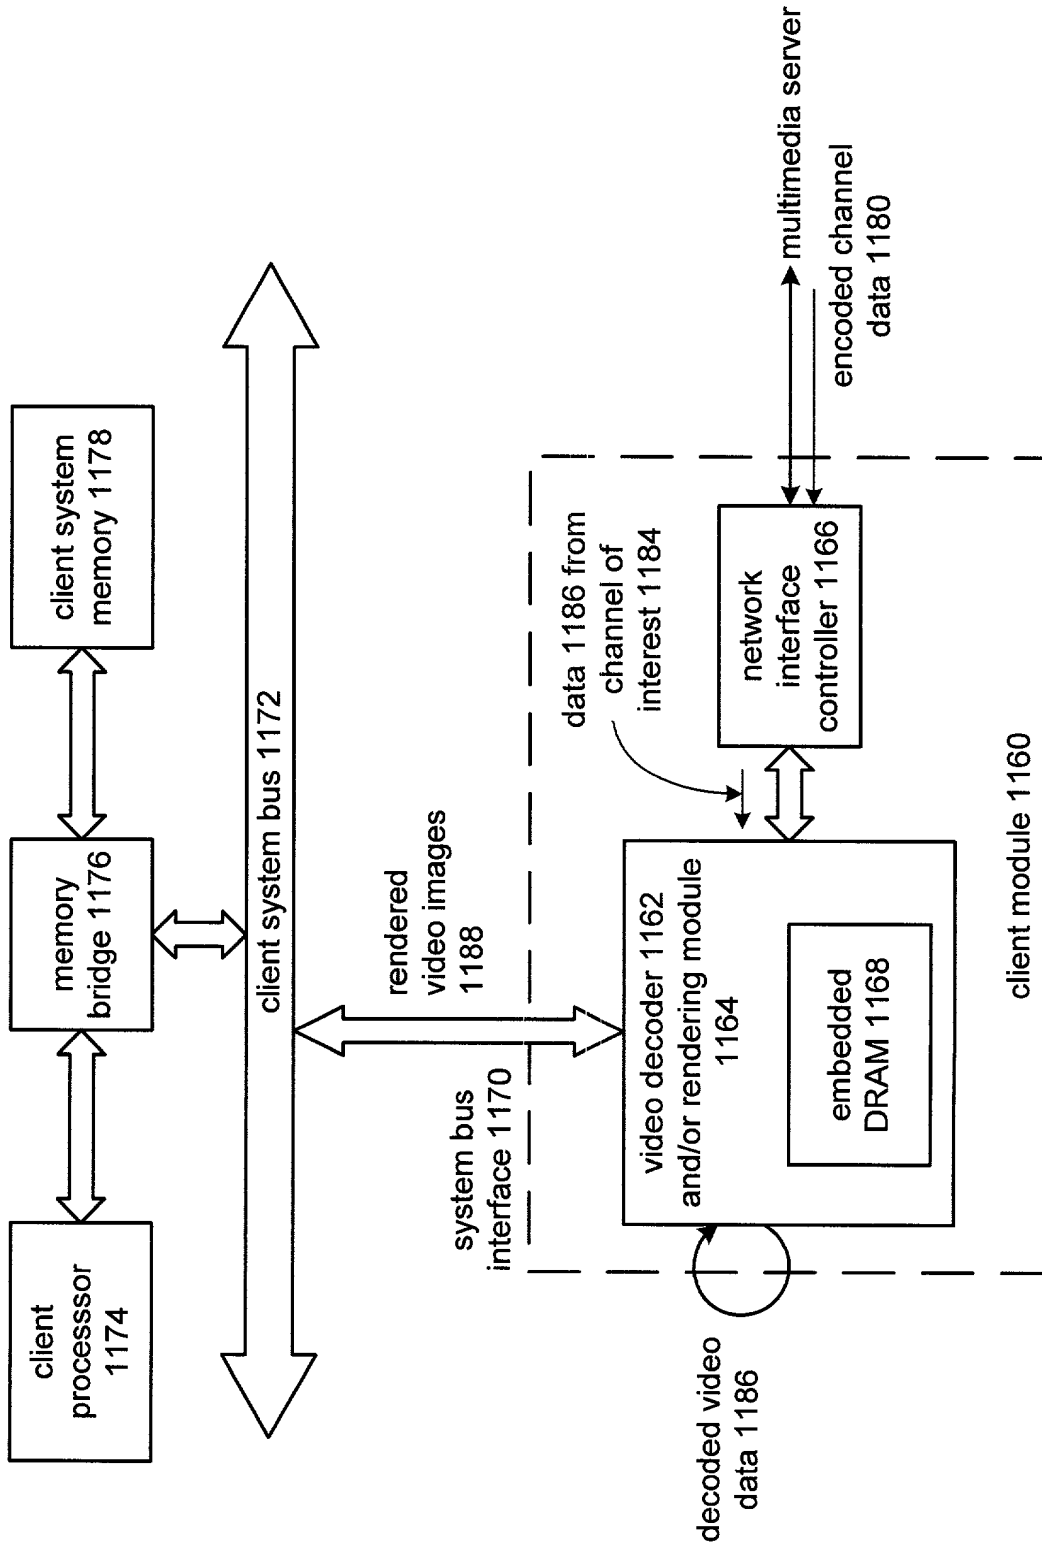 client
processsor
1174
memory
bridge 1176
client system
memory 1178
client system bus 1172
rendered
video images
1188
system bus
interface 1170
data 1186 from
channel of
interest 1184
multimedia server
encoded channel
data 1180
video decoder 1162
and/or rendering module
1164
embedded
DRAM 1168
network
interface
controller 1166
decoded video
data 1186
client module 1160